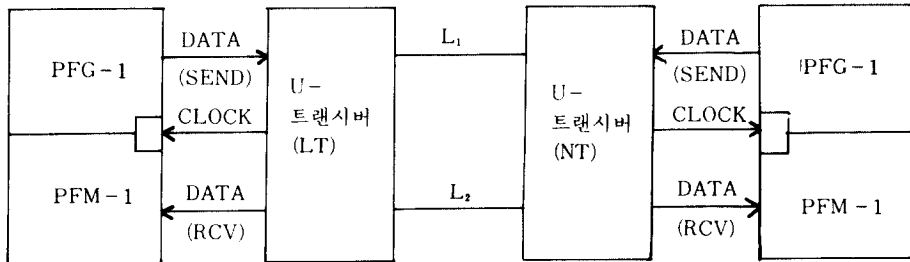 PFG-1
PFM-1
DATA
(SEND)
CLOCK
DATA
(RCV)
U-
트랜시버
(LT)
L₁
L₂
U-
트랜시버
(NT)
DATA
(SEND)
CLOCK
DATA
(RCV)
PFG-1
PFM-1